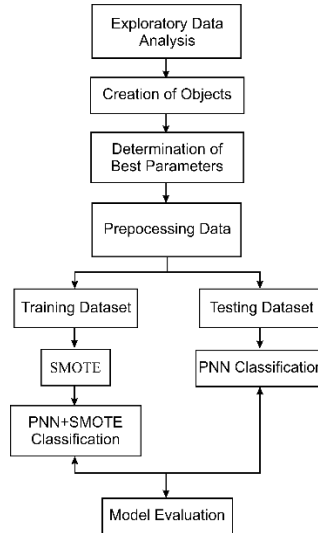 Exploratory Data
Analysis
Creation of Objects
Determination of
Best Parameters
Prepocessing Data
Training Dataset
Testing Dataset
SMOTE
PNN Classification
PNN+SMOTE
Classification
Model Evaluation